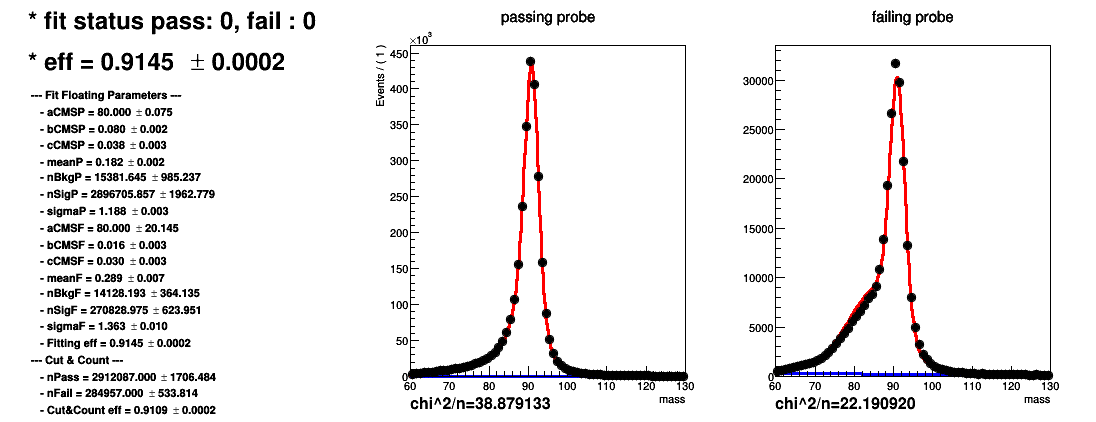 * fit status pass: 0, fail : 0
* eff = 0.9145 ± 0.0002
--- Fit Floating Parameters ---
- aCMSP = 80.000 ± 0.075
- bCMSP = 0.080 ± 0.002
- cCMSP = 0.038 ± 0.003
- meanP = 0.182 ± 0.002
- nBkgP = 15381.645 ± 985.237
- nSigP = 2896705.857 ± 1962.779
- sigmaP = 1.188 ± 0.003
- aCMSF = 80.000 ± 20.145
- bCMSF = 0.016 ± 0.003
- cCMSF = 0.030 ± 0.003
- meanF = 0.289 ± 0.007
- nBkgF = 14128.193 ± 364.135
- nSigF = 270828.975 ± 623.951
- sigmaF = 1.363 ± 0.010
- Fitting eff = 0.9145 ± 0.0002
--- Cut & Count ---
- nPass = 2912087.000 ± 1706.484
- nFail = 284957.000 ± 533.814
- Cut&Count eff = 0.9109 ± 0.0002
passing probe
×10³
Events / ( 1 )
450
400
350
300
250
200
150
100
50
0
60 70 80 90 100 110 120 130
mass
chi^2/n=38.879133
failing probe
30000
25000
20000
15000
10000
5000
0
60 70 80 90 100 110 120 130
mass
chi^2/n=22.190920